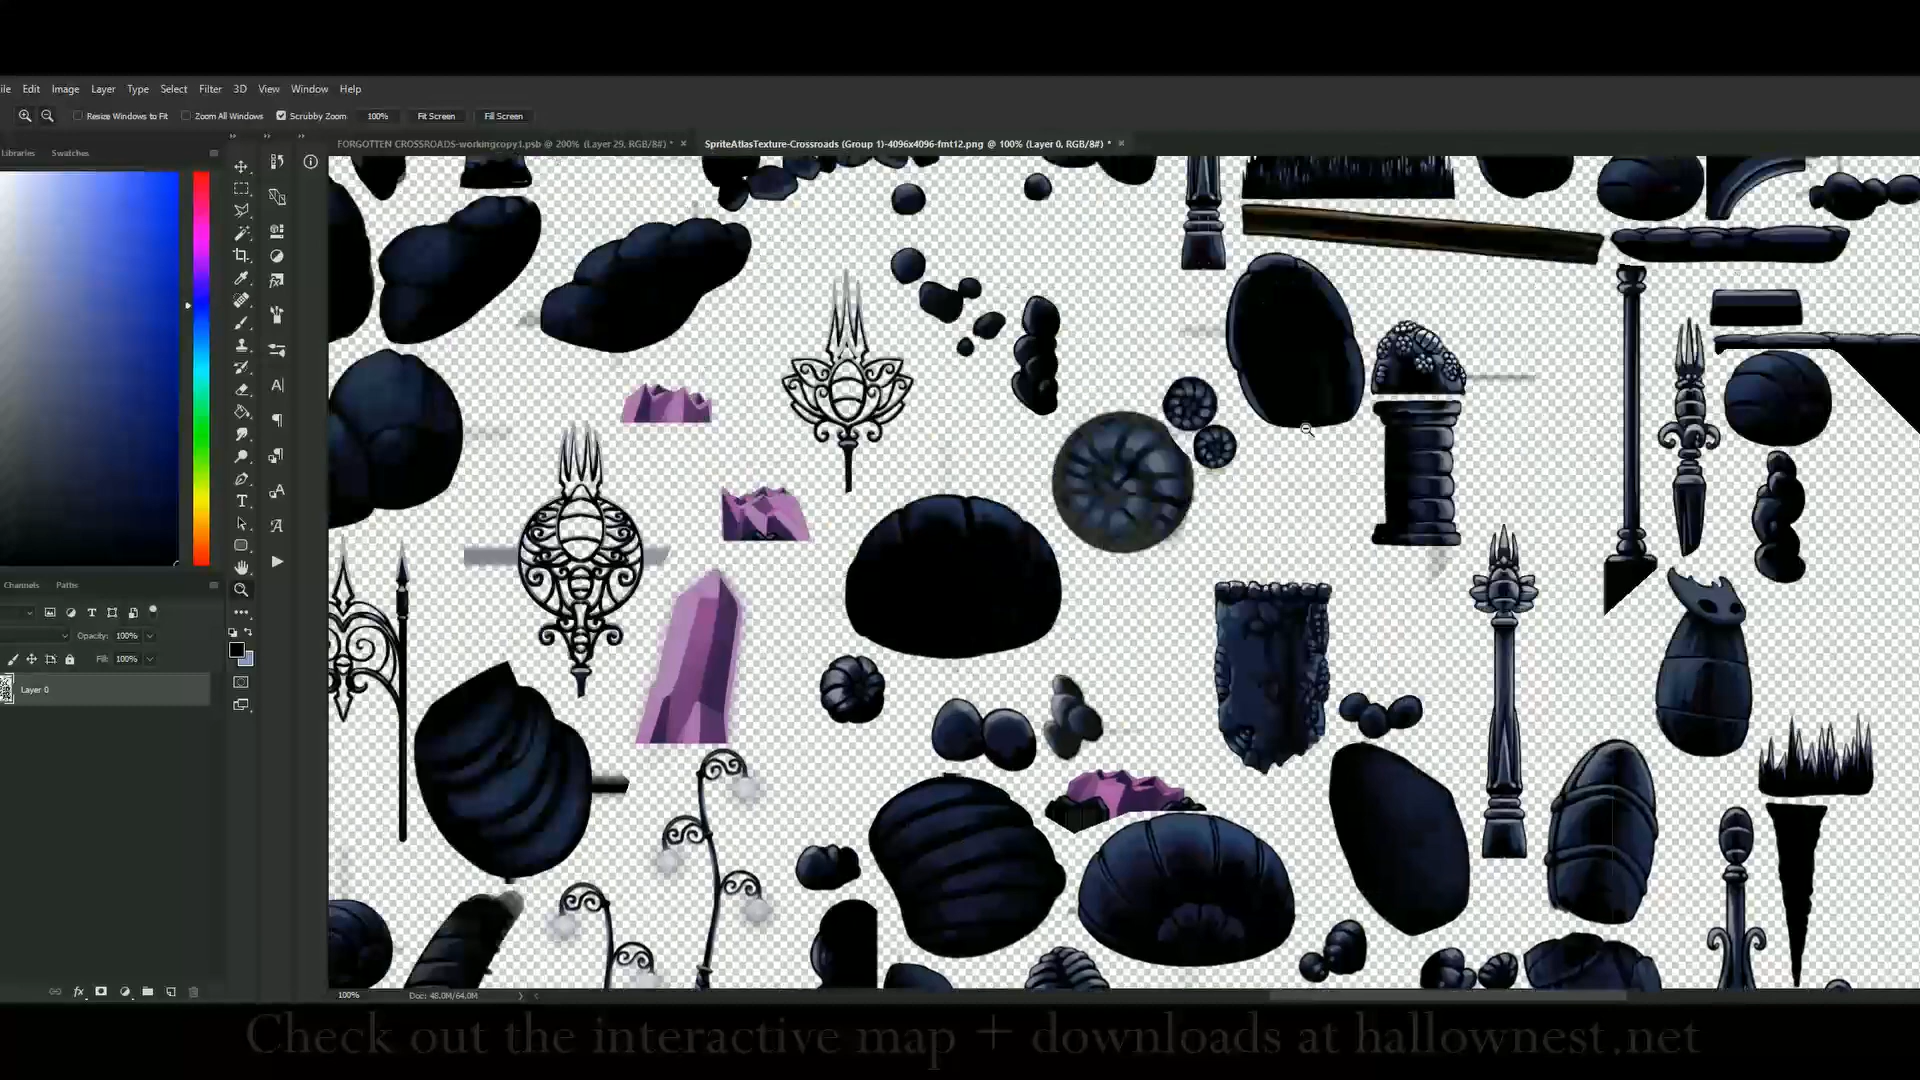 ile Edit Image Layer Type Select Filter 3D View Window Help
Resize Windows to Fit Zoom All Windows Scrubby Zoom 100% Fit Screen Fill Screen
FORGOTTEN CROSSROADS-workingcopy1.psb @ 200% (Layer 29, RGB/8#) * × SpriteAtlasTexture-Crossroads (Group 1)-4096x4096-fmt12.png @ 100% (Layer 0, RGB/8#) * ×
Libraries Swatches
Channels Paths
Opacity: 100%
Fill: 100%
Layer 0
100% Doc: 48.0M/64.0M
Check out the interactive map + downloads at hallownest.net